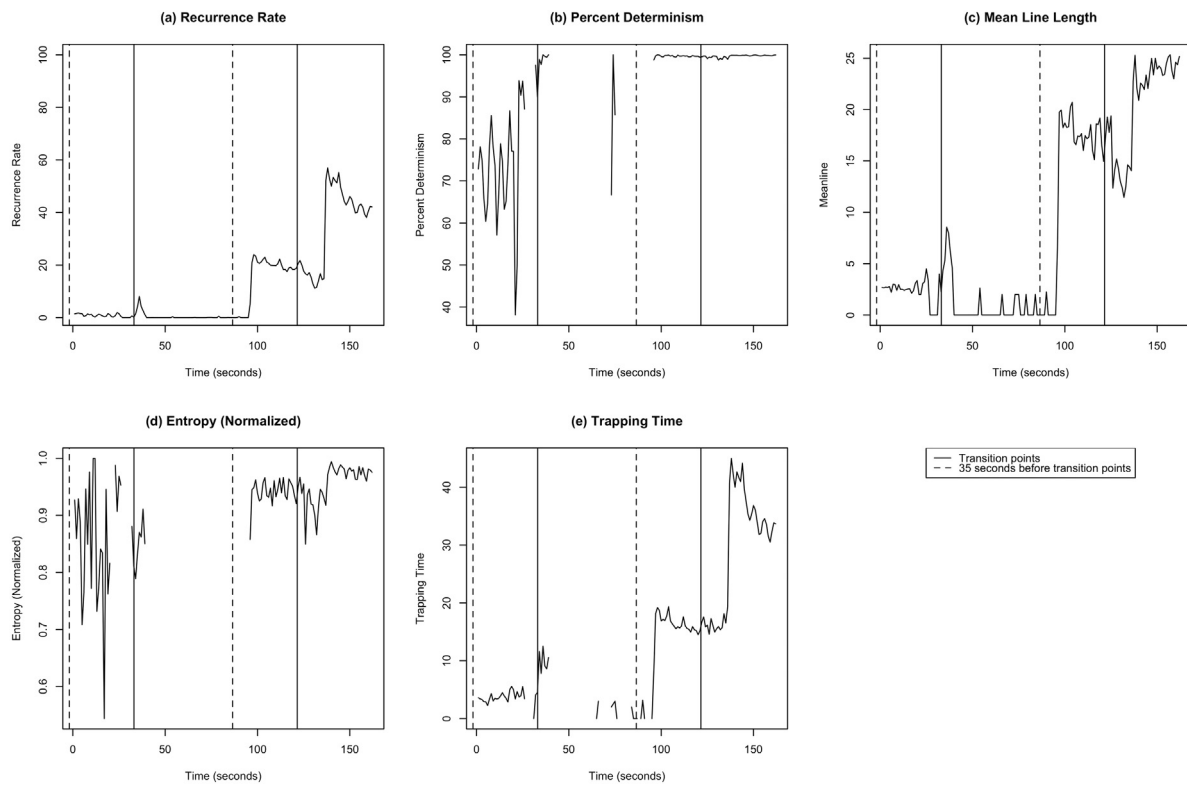 (a) Recurrence Rate
Recurrence Rate
0 20 40 60 80 100
0 50 100 150
Time (seconds)
(b) Percent Determinism
Percent Determinism
40 50 60 70 80 90 100
0 50 100 150
Time (seconds)
(c) Mean Line Length
Meanline
0 5 10 15 20 25
0 50 100 150
Time (seconds)
(d) Entropy (Normalized)
Entropy (Normalized)
0.6 0.7 0.8 0.9 1.0
0 50 100 150
Time (seconds)
(e) Trapping Time
Trapping Time
0 10 20 30 40
0 50 100 150
Time (seconds)
Transition points
35 seconds before transition points